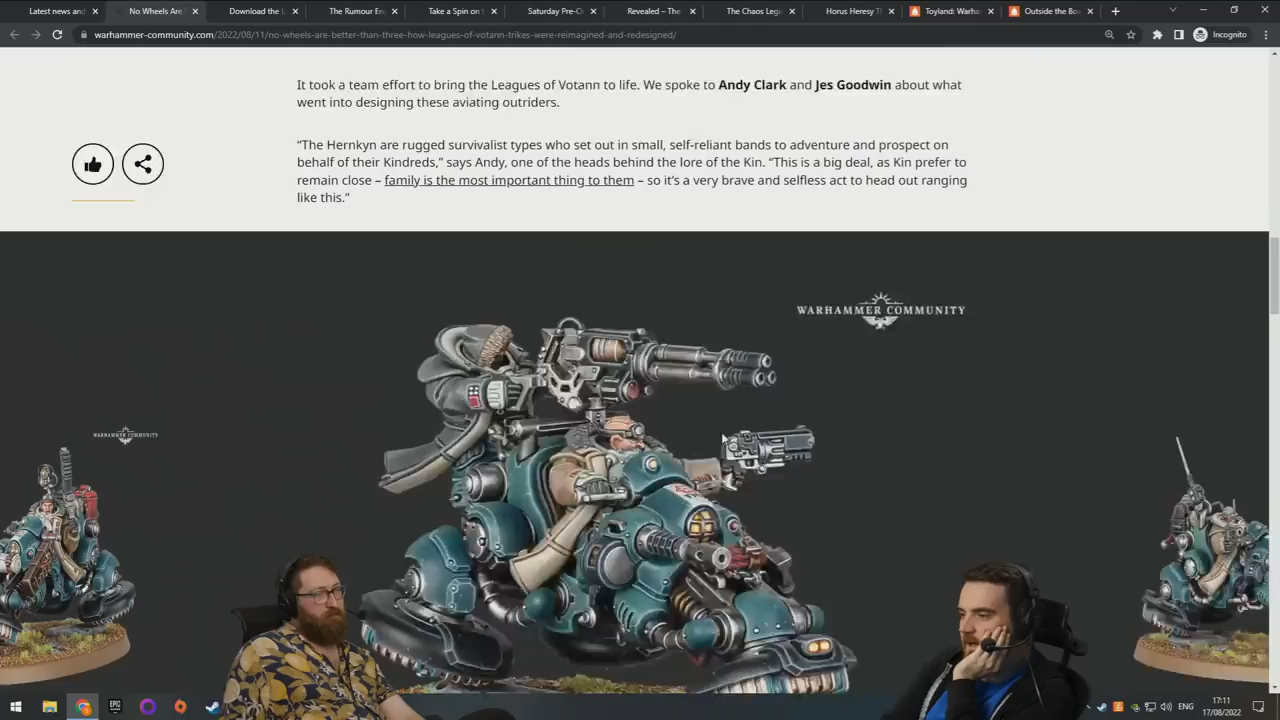 Latest news and
No Wheels Are
Download the L
The Rumour En
Take a Spin on
Saturday Pre-O
Revealed – The
The Chaos Legi
Horus Heresy T
Toyland: Warha
Outside the Bo
warhammer-community.com/2022/08/11/no-wheels-are-better-than-three-how-leagues-of-votann-trikes-were-reimagined-and-redesigned/
Incognito
It took a team effort to bring the Leagues of Votann to life. We spoke to Andy Clark and Jes Goodwin about what
went into designing these aviating outriders.
“The Hernkyn are rugged survivalist types who set out in small, self-reliant bands to adventure and prospect on
behalf of their Kindreds,” says Andy, one of the heads behind the lore of the Kin. “This is a big deal, as Kin prefer to
remain close – family is the most important thing to them – so it’s a very brave and selfless act to head out ranging
like this.”
WARHAMMER COMMUNITY
WARHAMMER COMMUNITY
EPIC
ENG
17:11
17/08/2022